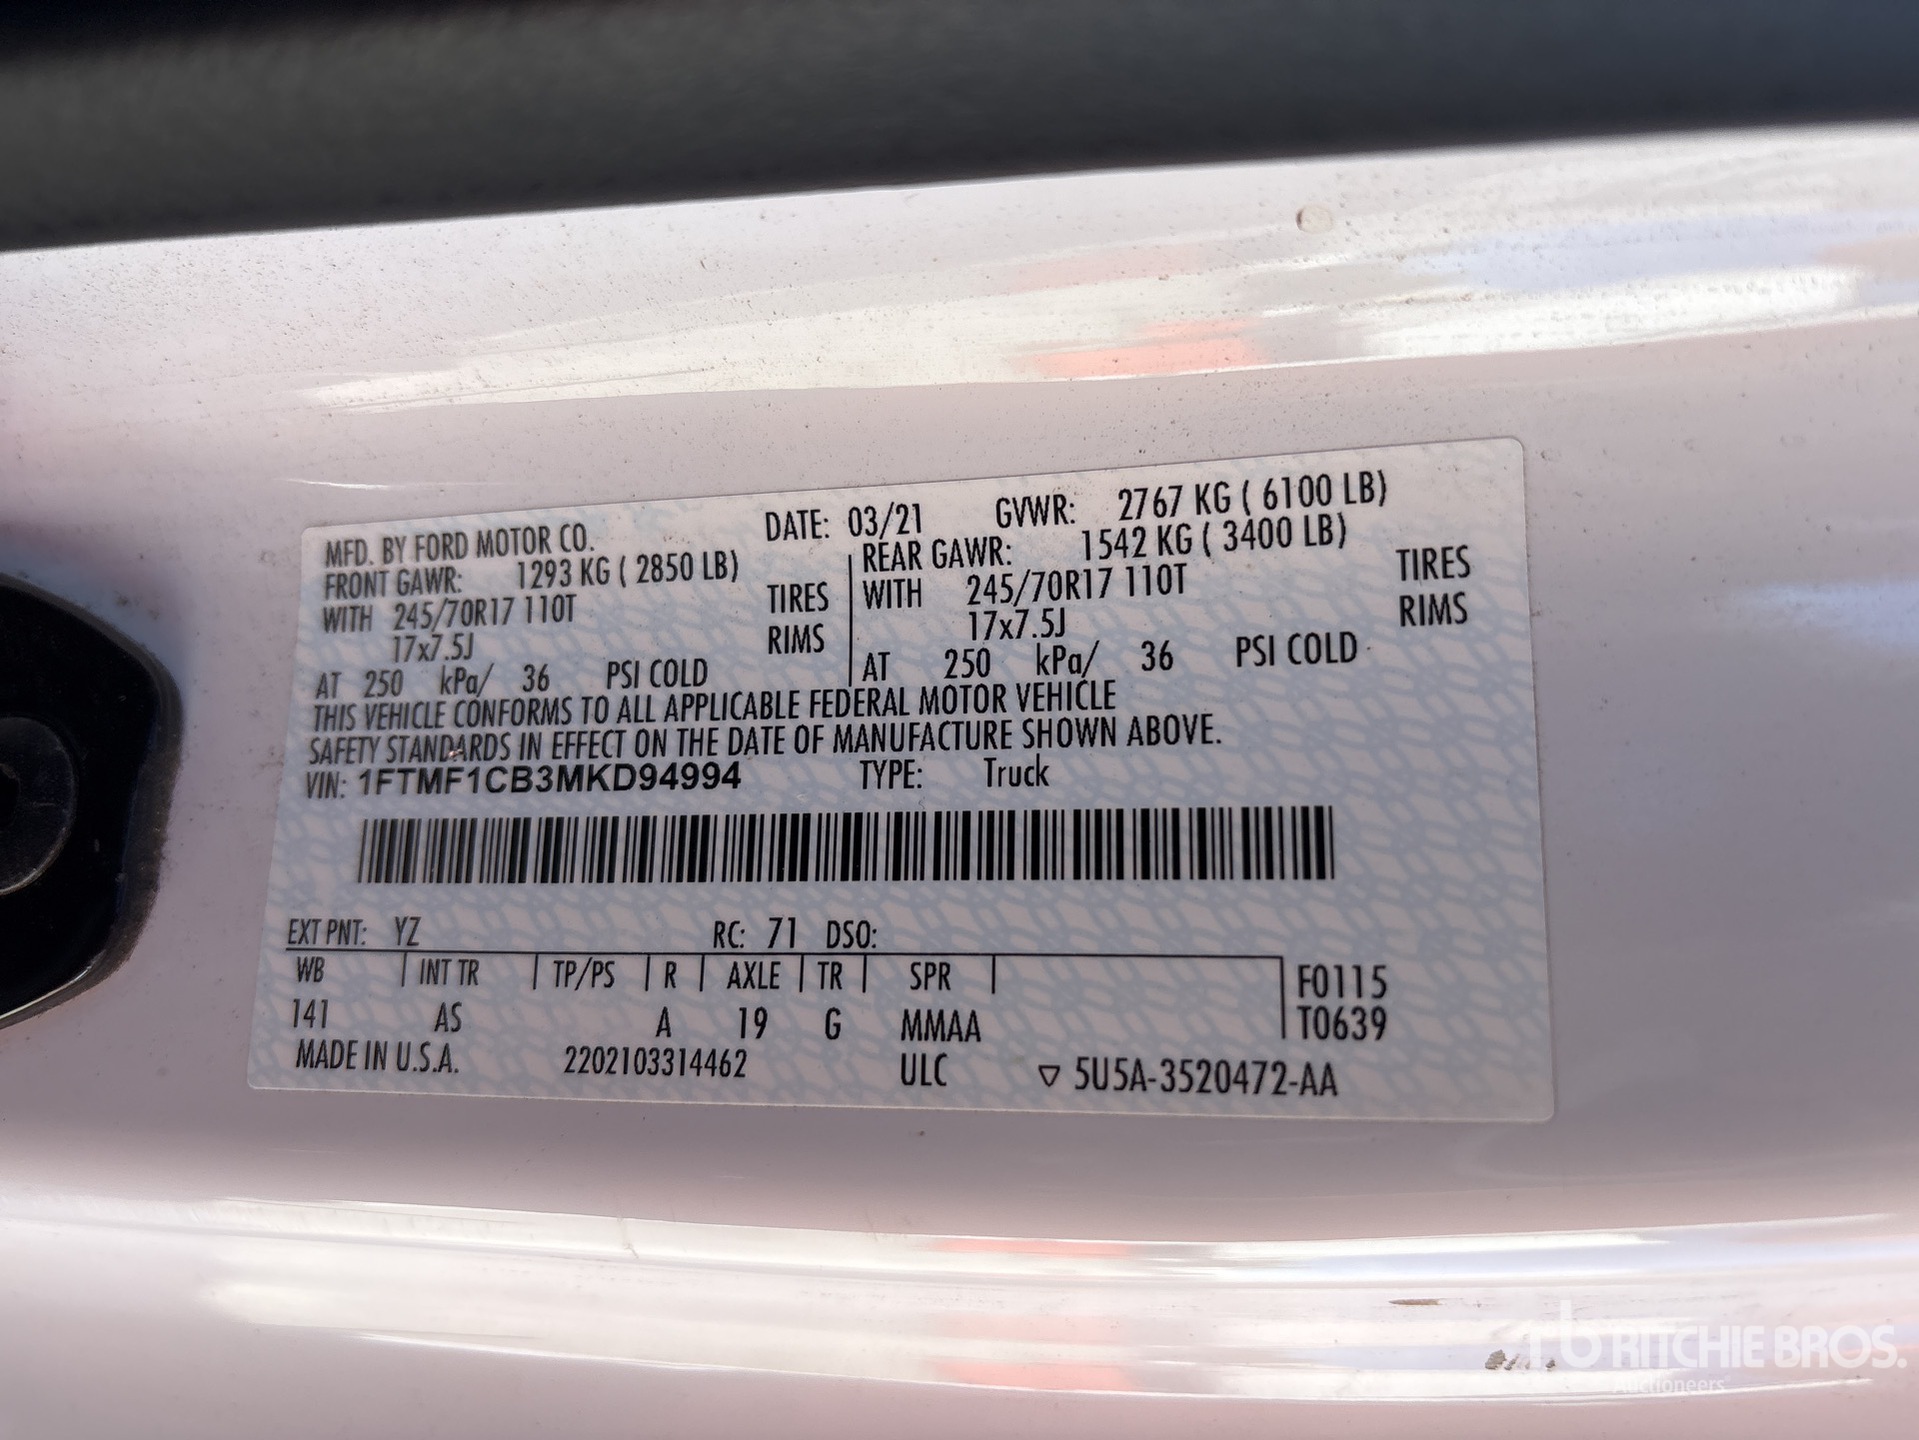 MFD. BY FORD MOTOR CO. DATE: 03/21 GVWR: 2767 KG ( 6100 LB)
FRONT GAWR: 1293 KG ( 2850 LB) REAR GAWR: 1542 KG ( 3400 LB)
WITH 245/70R17 110T TIRES WITH 245/70R17 110T TIRES
17x7.5J RIMS 17x7.5J RIMS
AT 250 kPa/ 36 PSI COLD AT 250 kPa/ 36 PSI COLD
THIS VEHICLE CONFORMS TO ALL APPLICABLE FEDERAL MOTOR VEHICLE
SAFETY STANDARDS IN EFFECT ON THE DATE OF MANUFACTURE SHOWN ABOVE.
VIN: 1FTMF1CB3MKD94994 TYPE: Truck
EXT PNT: YZ RC: 71 DSO:
WB INT TR TP/PS R AXLE TR SPR F0115
141 AS A 19 G MMAA T0639
MADE IN U.S.A. 2202103314462 ULC ▽ 5U5A-3520472-AA
rb RITCHIE BROS.
Auctioneers